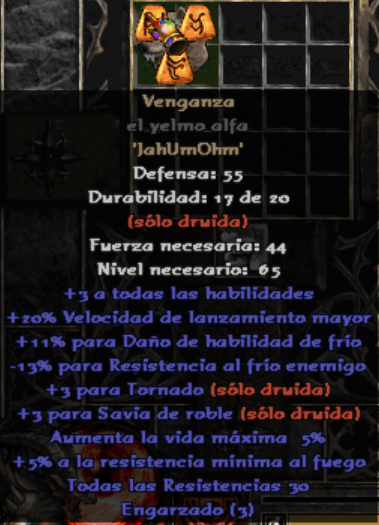 Venganza
el yelmo alfa
'JahUmOhm'
Defensa: 55
Durabilidad: 17 de 20
(sólo druida)
Fuerza necesaria: 44
Nivel necesario: 65
+3 a todas las habilidades
+20% Velocidad de lanzamiento mayor
+11% para Daño de habilidad de frío
-13% para Resistencia al frío enemigo
+3 para Tornado (sólo druida)
+3 para Savia de roble (sólo druida)
Aumenta la vida máxima 5%
+5% a la resistencia mínima al fuego
Todas las Resistencias 30
Engarzado (3)